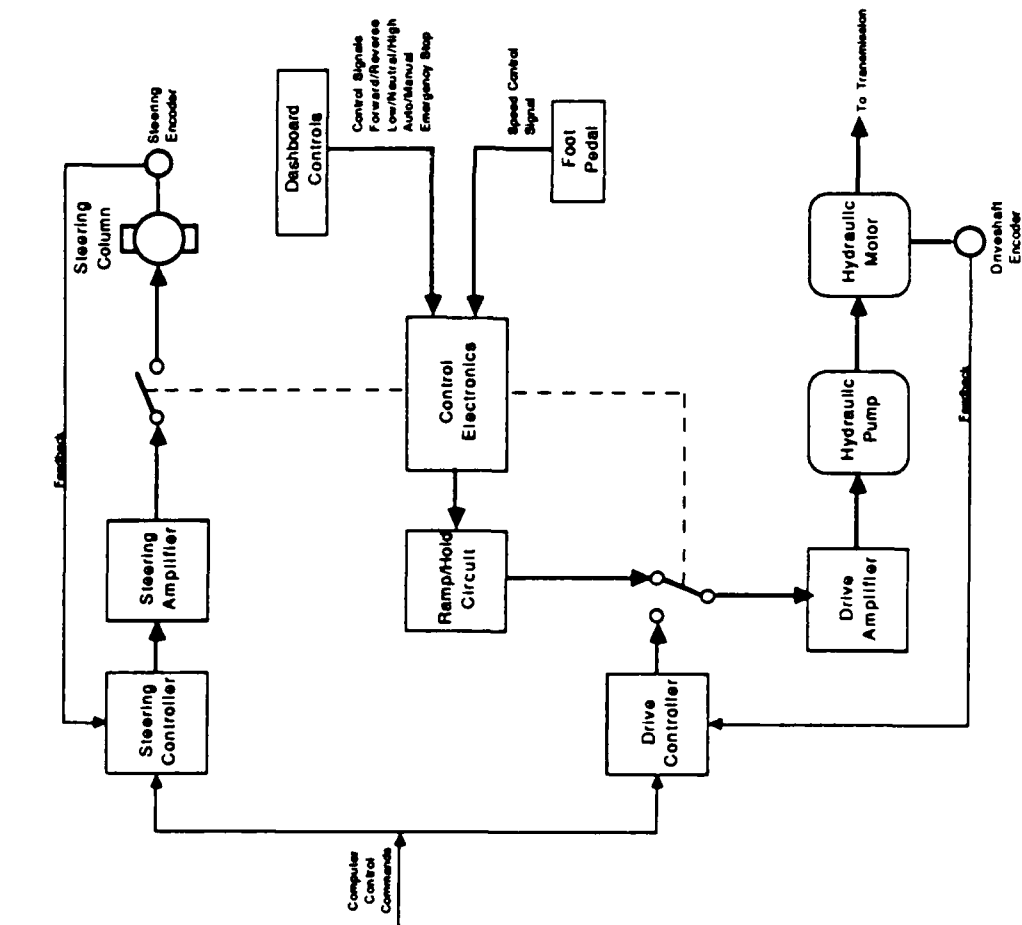 Steering
Encoder
Steering
Column
Feedback
Steering
Amplifier
Steering
Controller
Dashboard
Controls
Control Signals
Forward/Reverse
Low/Neutral/High
Auto/Manual
Emergency Stop
Speed Control
Signal
Foot
Pedal
Control
Electronics
Ramp/Hold
Circuit
Computer
Control
Commands
Drive
Controller
Drive
Amplifier
Hydraulic
Pump
Hydraulic
Motor
To Transmission
Driveshaft
Encoder
Feedback